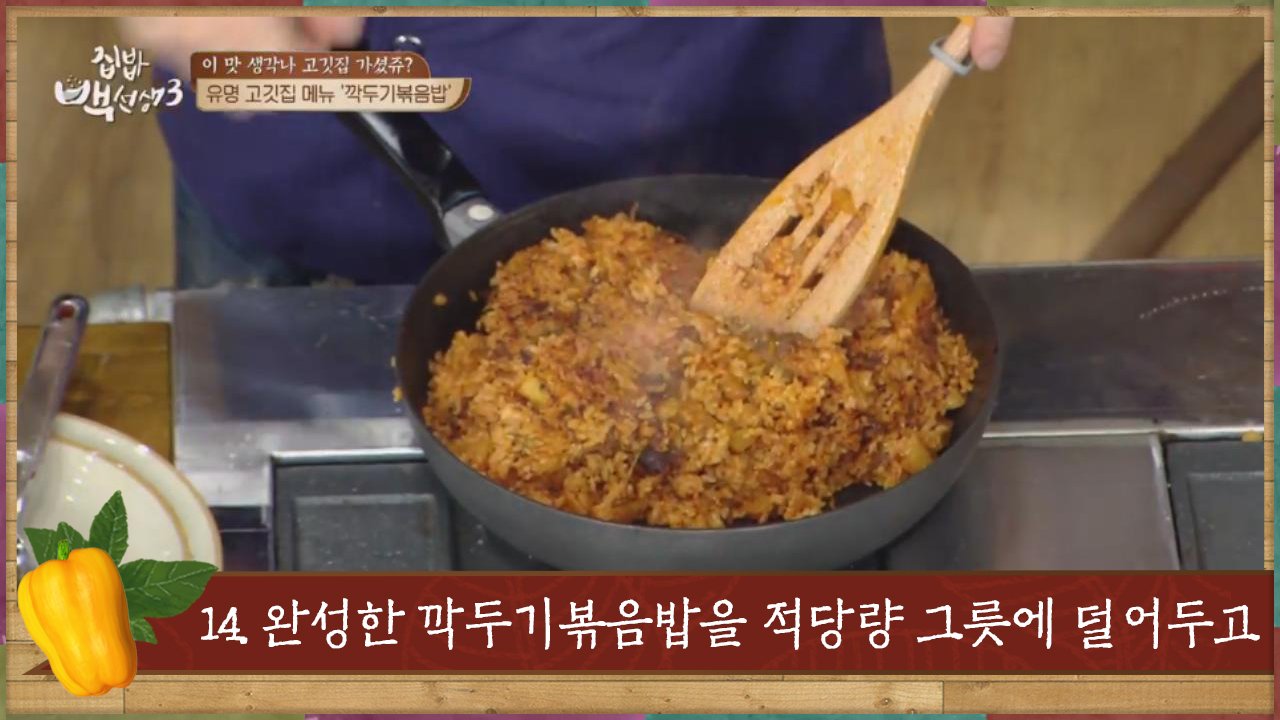 집밥
백선생3
이 맛 생각나 고깃집 가셨쥬?
유명 고깃집 메뉴 '깍두기볶음밥'
14. 완성한 깍두기볶음밥을 적당량 그릇에 덜어두고